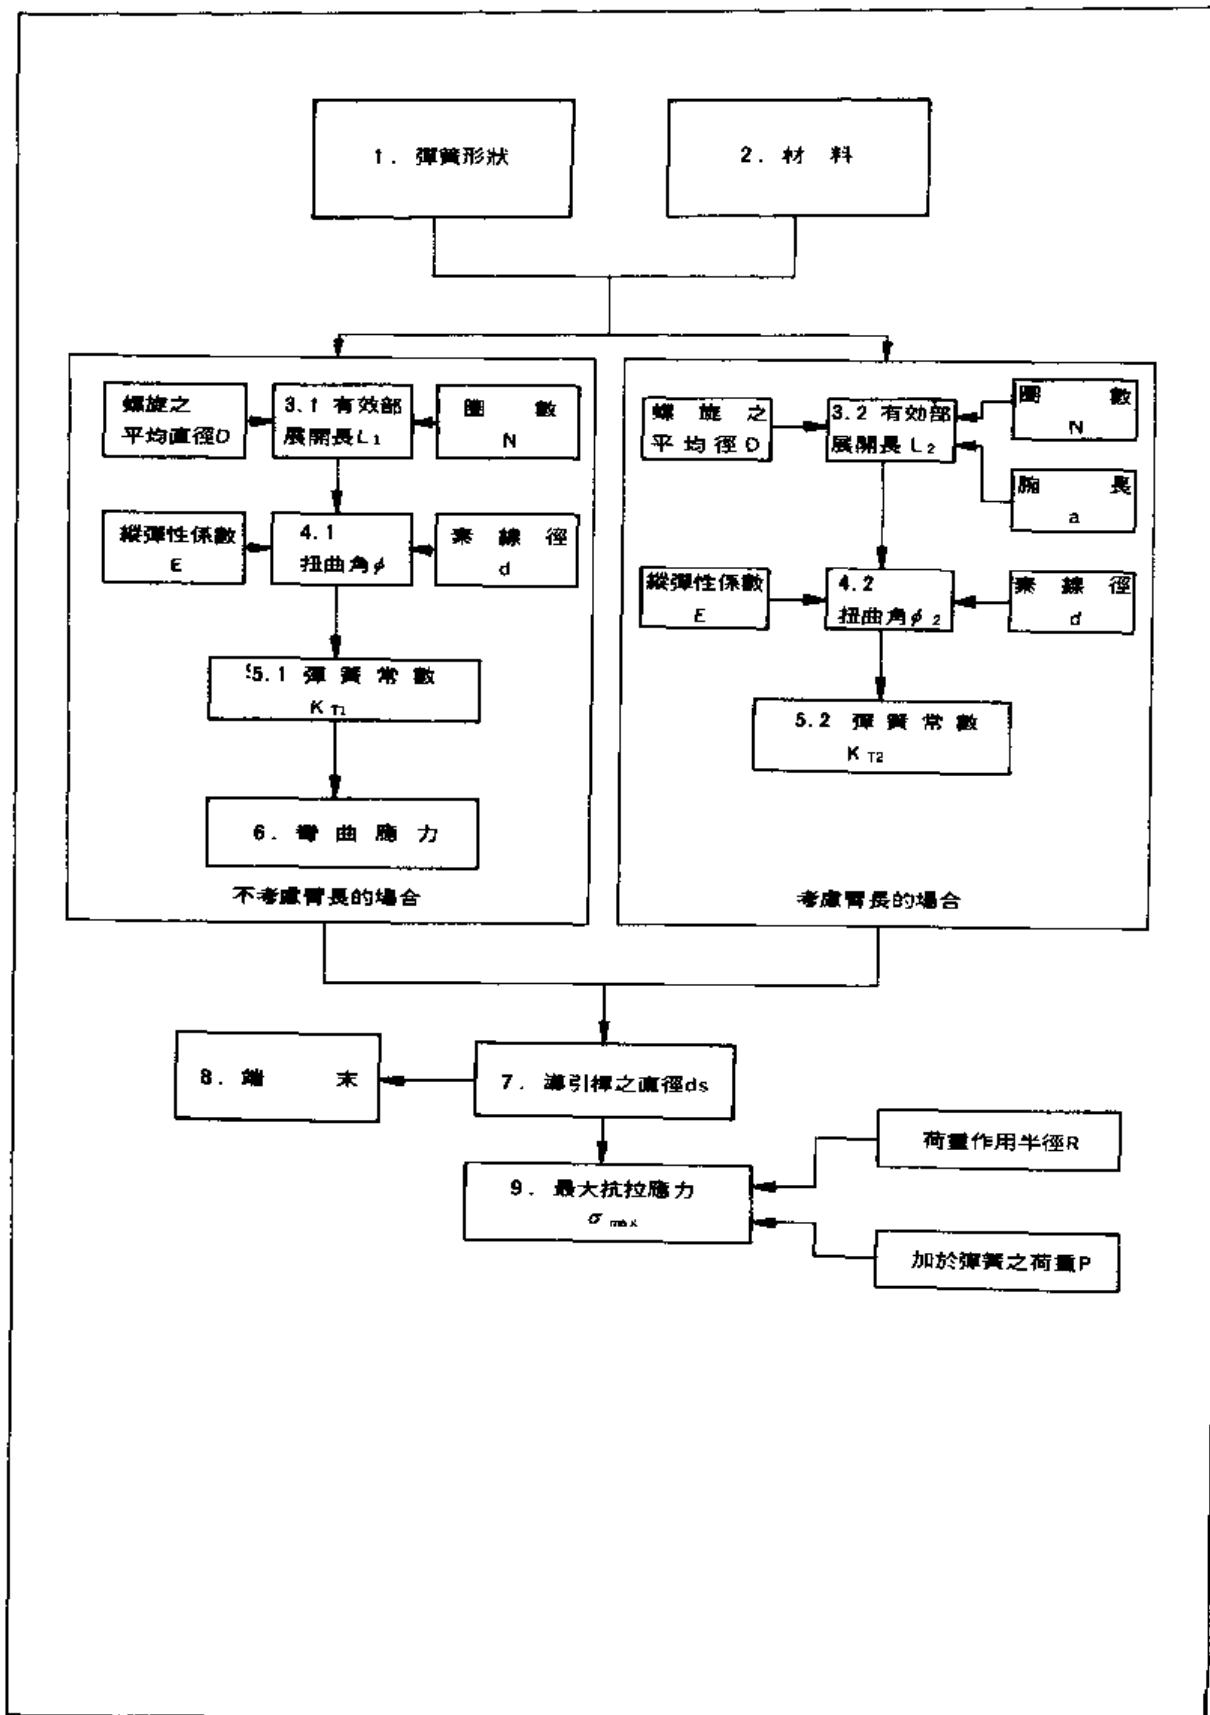 1. 彈簧形狀
2. 材 料
螺旋之
平均直徑D
3.1 有效部
展開長L₁
圈 數
N
縱彈性係數
E
4.1
扭曲角φ
素 線 徑
d
5.1 彈 簧 常 數
K T1
6. 彎 曲 應 力
不考慮臂長的場合
螺 旋 之
平 均 徑 D
3.2 有効部
展開長L₂
圈 數
N
腕 長
a
縱彈性係數
E
4.2
扭曲角φ₂
素 線 徑
d
5.2 彈 簧 常 數
K T2
考慮臂長的場合
8. 端 末
7. 導引桿之直徑ds
9. 最大抗拉應力
σ max
荷重作用半徑R
加於彈簧之荷重P